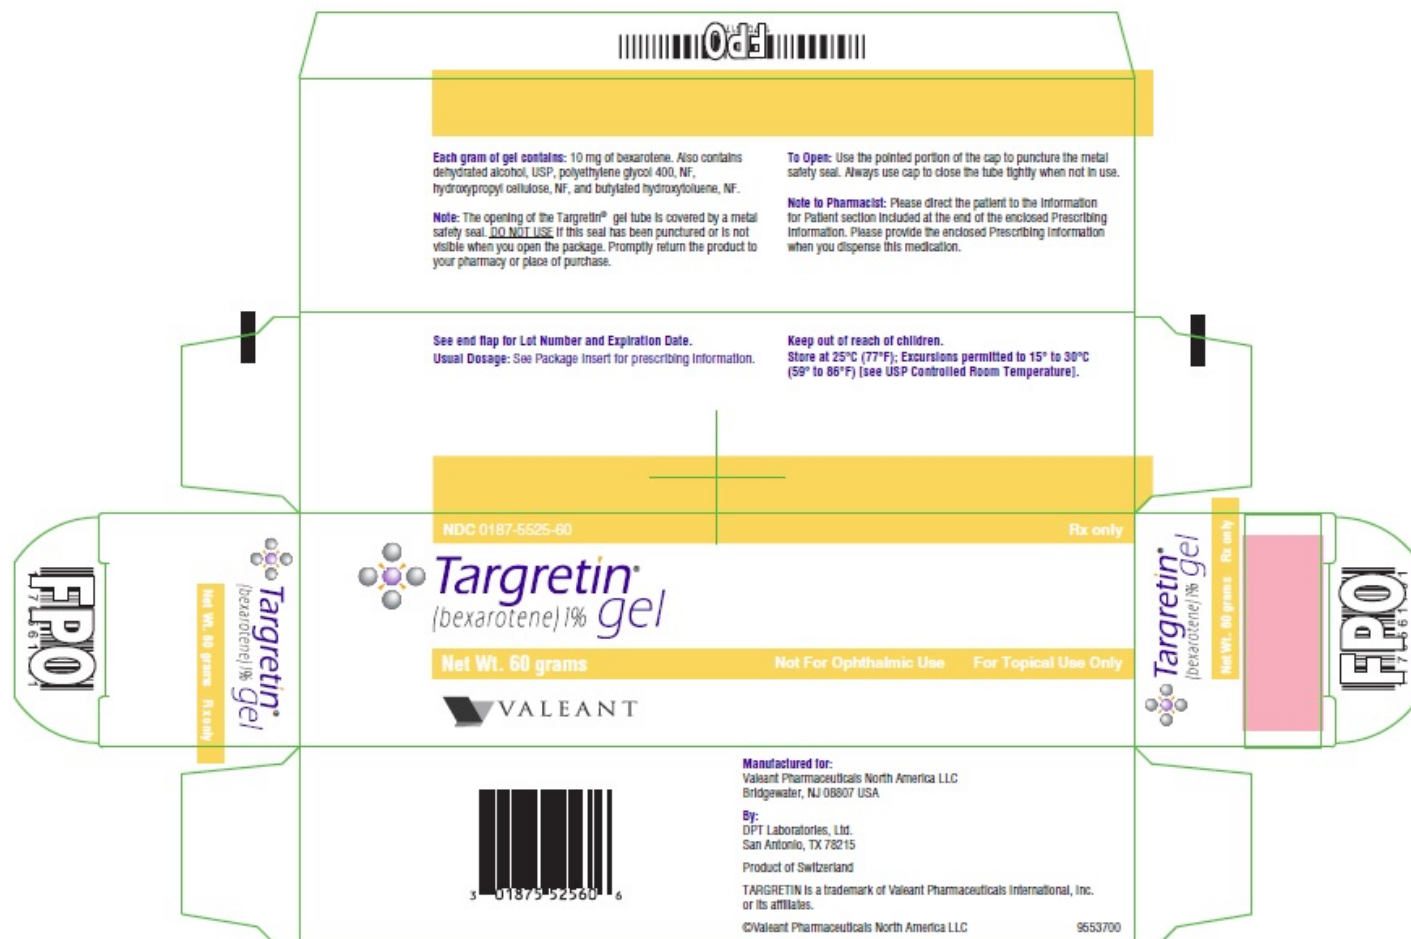 FPO
Each gram of gel contains: 10 mg of bexarotene. Also contains
dehydrated alcohol, USP, polyethylene glycol 400, NF,
hydroxypropyl cellulose, NF, and butylated hydroxytoluene, NF.
Note: The opening of the Targretin® gel tube is covered by a metal
safety seal. DO NOT USE if this seal has been punctured or is not
visible when you open the package. Promptly return the product to
your pharmacy or place of purchase.
To Open: Use the pointed portion of the cap to puncture the metal
safety seal. Always use cap to close the tube tightly when not in use.
Note to Pharmacist: Please direct the patient to the Information
for Patient section included at the end of the enclosed Prescribing
Information. Please provide the enclosed Prescribing Information
when you dispense this medication.
See end flap for Lot Number and Expiration Date.
Usual Dosage: See Package Insert for prescribing information.
Keep out of reach of children.
Store at 25°C (77°F); Excursions permitted to 15° to 30°C
(59° to 86°F) [see USP Controlled Room Temperature].
NDC 0187-5525-60 Rx only
Targretin®
(bexarotene) 1% gel
Net Wt. 60 grams Not For Ophthalmic Use For Topical Use Only
VALEANT
FPO
Targretin®
(bexarotene) 1% gel
Net Wt. 60 grams Rx only
Targretin®
(bexarotene) 1% gel
Net Wt. 60 grams Rx only
FPO
3 01875 52560 6
Manufactured for:
Valeant Pharmaceuticals North America LLC
Bridgewater, NJ 08807 USA
By:
DPT Laboratories, Ltd.
San Antonio, TX 78215
Product of Switzerland
TARGRETIN is a trademark of Valeant Pharmaceuticals International, Inc.
or its affiliates.
©Valeant Pharmaceuticals North America LLC 9553700